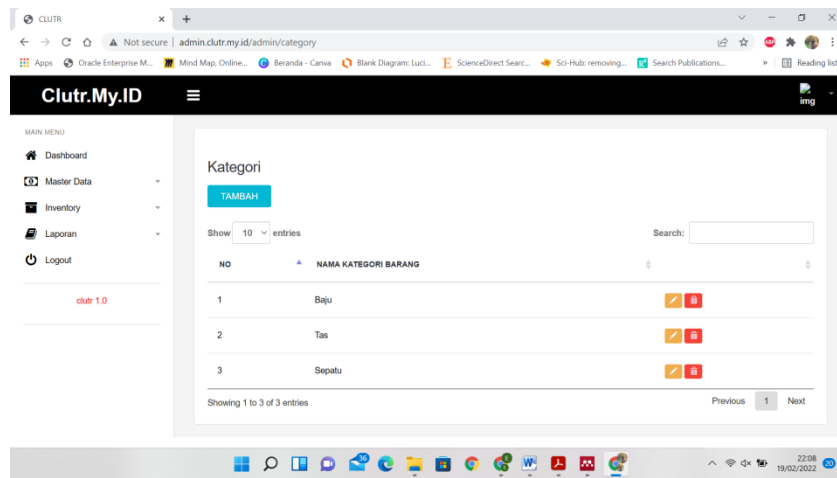 CLUTR
Not secure | admin.clutr.my.id/admin/category
Apps Oracle Enterprise M... Mind Map, Online... Beranda - Canva Blank Diagram: Luci... ScienceDirect Searc... Sci-Hub: removing... Search Publications... » Reading list
Clutr.My.ID
img
MAIN MENU
Dashboard
Master Data
Inventory
Laporan
Logout
clutr 1.0
Kategori
TAMBAH
Show 10 entries
Search:
NO NAMA KATEGORI BARANG
1 Baju
2 Tas
3 Sepatu
Showing 1 to 3 of 3 entries
Previous 1 Next
36
22:08
19/02/2022
20